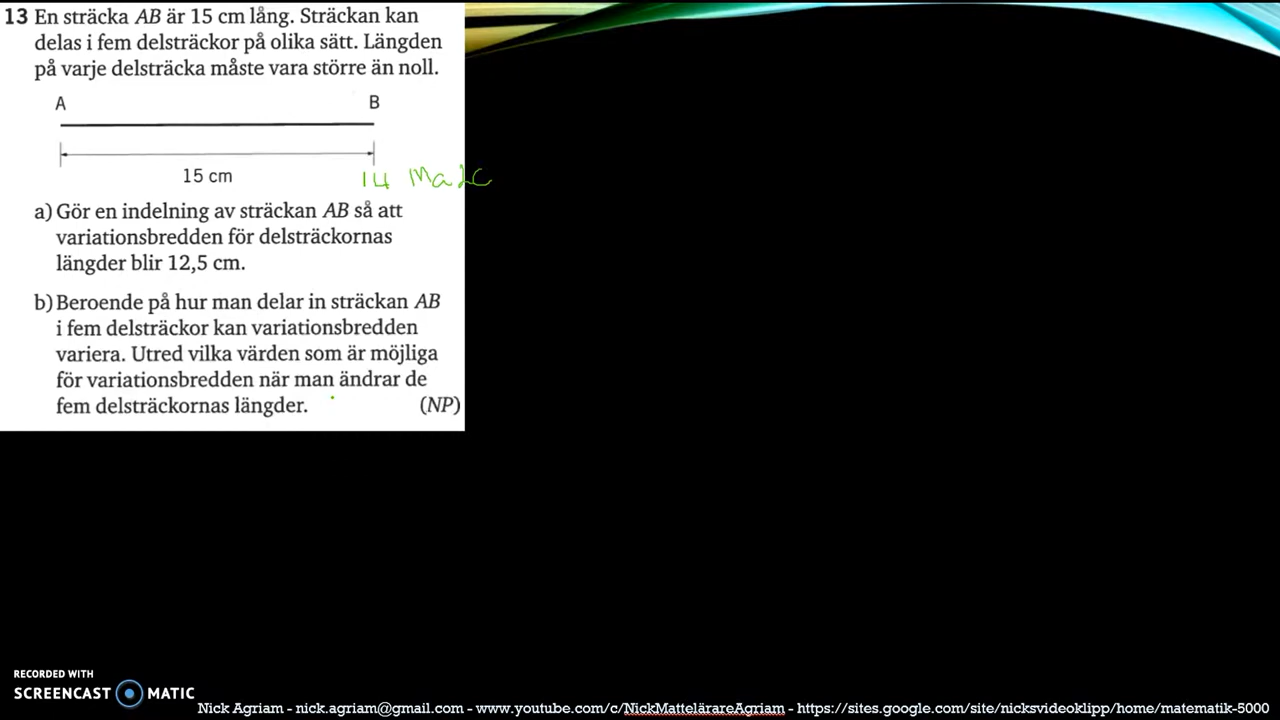 13 En sträcka AB är 15 cm lång. Sträckan kan
delas i fem delsträckor på olika sätt. Längden
på varje delsträcka måste vara större än noll.
A B
15 cm
14 Ma2C
a) Gör en indelning av sträckan AB så att
variationsbredden för delsträckornas
längder blir 12,5 cm.
b) Beroende på hur man delar in sträckan AB
i fem delsträckor kan variationsbredden
variera. Utred vilka värden som är möjliga
för variationsbredden när man ändrar de
fem delsträckornas längder. (NP)
RECORDED WITH
SCREENCAST MATIC
Nick Agriam - nick.agriam@gmail.com - www.youtube.com/c/NickMattelärareAgriam - https://sites.google.com/site/nicksvideoklipp/home/matematik-5000